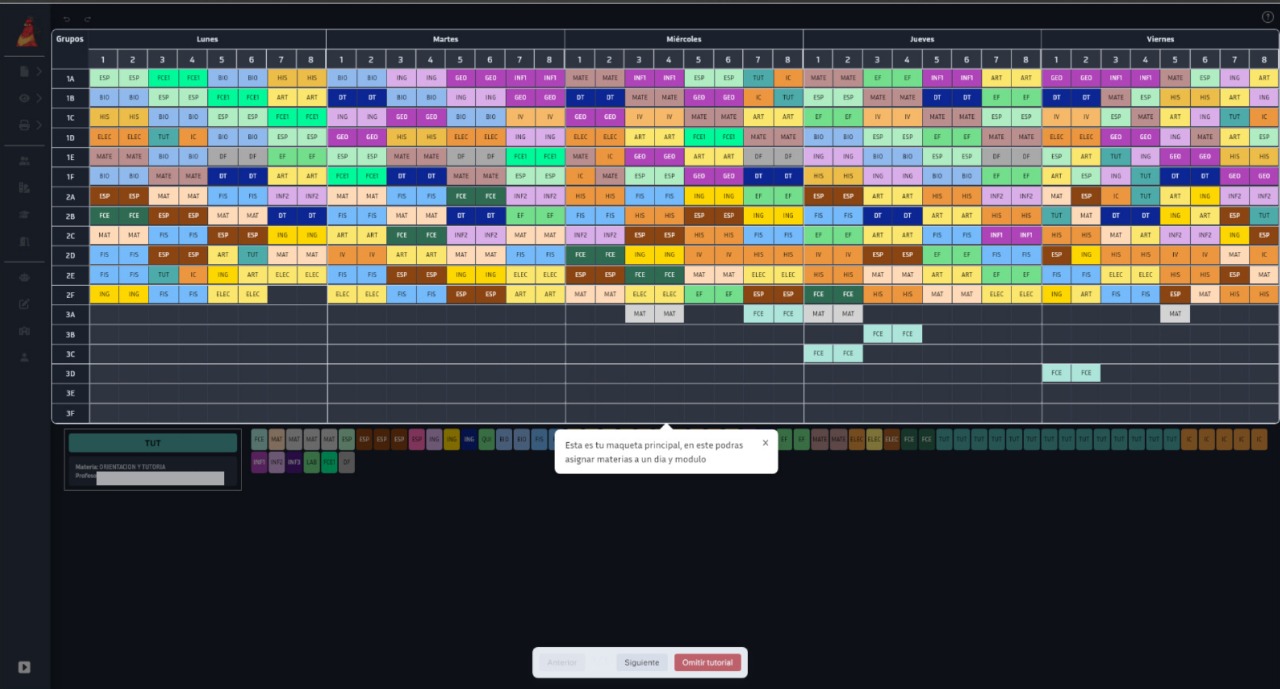 Grupos Lunes Martes Miércoles Jueves Viernes
1 2 3 4 5 6 7 8 1 2 3 4 5 6 7 8 1 2 3 4 5 6 7 8 1 2 3 4 5 6 7 8 1 2 3 4 5 6 7 8
1A ESP ESP FCE1 FCE1 BIO BIO HIS HIS BIO BIO ING ING GEO GEO INF1 INF1 MATE MATE INF1 INF1 ESP ESP TUT IC MATE MATE EF EF INF1 INF1 ART ART GEO GEO INF1 INF1 MATE ESP ING ART
1B BIO BIO ESP ESP FCE1 FCE1 ART ART DT DT BIO BIO ING ING GEO GEO DT DT MATE MATE GEO GEO IC TUT ESP ESP MATE MATE DT DT EF EF DT DT MATE ESP HIS HIS ART ING
1C HIS HIS BIO BIO ESP ESP FCE1 FCE1 ING ING GEO GEO BIO BIO IV IV GEO GEO IV IV MATE MATE ART ART EF EF IV IV MATE MATE ESP ESP IV IV ESP MATE ART ING TUT IC
1D ELEC ELEC TUT IC BIO BIO ESP ESP GEO GEO HIS HIS ELEC ELEC ING ING ELEC ELEC ART ART FCE1 FCE1 MATE MATE BIO BIO ESP ESP EF EF MATE MATE ELEC ELEC GEO GEO ING MATE ART ESP
1E MATE MATE BIO BIO DF DF EF EF ESP ESP MATE MATE DF DF FCE1 FCE1 MATE IC GEO GEO ART ART DF DF ING ING BIO BIO ESP ESP DF DF ESP ART TUT ING GEO GEO HIS HIS
1F BIO BIO MATE MATE DT DT ART ART FCE1 FCE1 DT DT MATE MATE ESP ESP IC MATE ESP ESP GEO GEO DT DT HIS HIS ING ING BIO BIO EF EF ART ESP ING TUT DT DT GEO GEO
2A ESP ESP MAT MAT FIS FIS INF2 INF2 MAT MAT FIS FIS FCE FCE ART ART HIS HIS FIS FIS ING ING ELEC ELEC ESP ESP ART ART HIS HIS INF2 INF2 MAT ESP IC TUT ART ING INF2 INF2
2B FCE FCE ESP ESP MAT MAT DT DT FIS FIS MAT MAT DT DT EF EF FIS FIS HIS HIS ESP ESP ING ING FIS FIS DT DT ART ART HIS HIS TUT MAT DT DT ING ART ESP TUT
2C MAT MAT FIS FIS ESP ESP ING ING ART ART FCE FCE INF2 INF2 MAT MAT INF2 INF2 ESP ESP HIS HIS FIS FIS EF EF ART ART FIS FIS INF1 INF1 HIS HIS MAT ART INF2 INF2 ING ESP
2D FIS FIS ESP ESP ART TUT MAT MAT IV IV ART ART MAT MAT FIS FIS FCE FCE ING ING IV IV HIS HIS IV IV ESP ESP EF EF FIS FIS ESP ING HIS HIS IV IV MAT IC
2E FIS FIS TUT IC ING ART ELEC ELEC FIS FIS ESP ESP ING ING ART ART ESP ESP FCE FCE MAT MAT ELEC ELEC HIS HIS MAT MAT ART ART EF EF FIS FIS ELEC ELEC HIS HIS ESP MAT
2F ING ING FIS FIS ELEC ELEC ELEC ELEC FIS FIS ESP ESP ART ART MAT MAT ELEC ELEC EF EF ESP ESP FCE FCE HIS HIS MAT MAT ELEC ELEC ING ART FIS FIS ESP MAT HIS HIS
3A MAT MAT FCE FCE MAT MAT MAT
3B FCE FCE
3C FCE FCE
3D FCE FCE
3E
3F
TUT
Materia: ORIENTACION Y TUTORIA
FCE MAT MAT MAT MAT ESP ESP ESP ESP ESP ING ING ING QUI BIO BIO FIS EF EF MATE MATE ELEC ELEC ELEC FCE FCE TUT TUT TUT TUT TUT TUT TUT TUT TUT TUT TUT TUT TUT TUT IC IC IC IC IC
INF1 INF2 INF3 LAB FCE1 DF
Esta es tu maqueta principal, en este podras
asignar materias a un dia y modulo
x
Anterior Siguiente Omitir tutorial